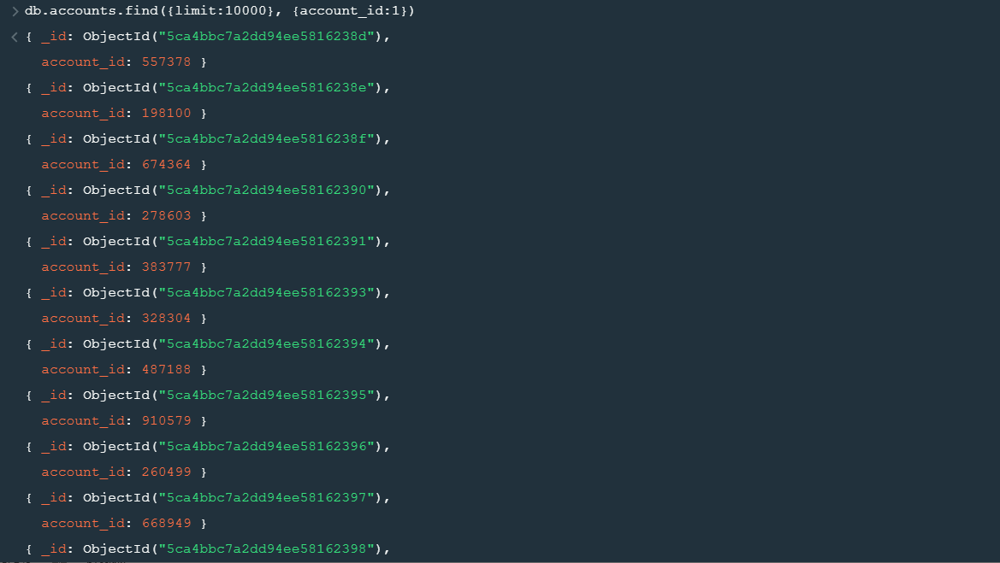 > db.accounts.find({limit:10000}, {account_id:1})
< { _id: ObjectId("5ca4bbc7a2dd94ee5816238d"),
account_id: 557378 }
{ _id: ObjectId("5ca4bbc7a2dd94ee5816238e"),
account_id: 198100 }
{ _id: ObjectId("5ca4bbc7a2dd94ee5816238f"),
account_id: 674364 }
{ _id: ObjectId("5ca4bbc7a2dd94ee58162390"),
account_id: 278603 }
{ _id: ObjectId("5ca4bbc7a2dd94ee58162391"),
account_id: 383777 }
{ _id: ObjectId("5ca4bbc7a2dd94ee58162393"),
account_id: 328304 }
{ _id: ObjectId("5ca4bbc7a2dd94ee58162394"),
account_id: 487188 }
{ _id: ObjectId("5ca4bbc7a2dd94ee58162395"),
account_id: 910579 }
{ _id: ObjectId("5ca4bbc7a2dd94ee58162396"),
account_id: 260499 }
{ _id: ObjectId("5ca4bbc7a2dd94ee58162397"),
account_id: 668949 }
{ _id: ObjectId("5ca4bbc7a2dd94ee58162398"),